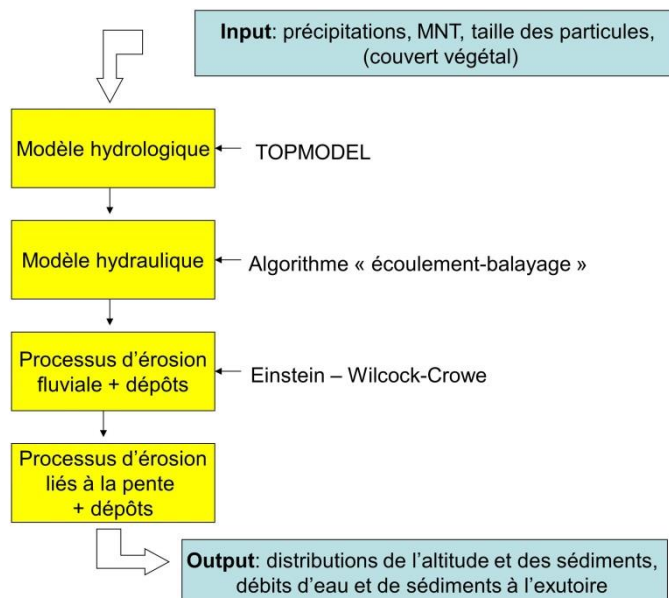 Input: précipitations, MNT, taille des particules,
(couvert végétal)
Modèle hydrologique
TOPMODEL
Modèle hydraulique
Algorithme « écoulement-balayage »
Processus d’érosion
fluviale + dépôts
Einstein – Wilcock-Crowe
Processus d’érosion
liés à la pente
+ dépôts
Output: distributions de l’altitude et des sédiments,
débits d’eau et de sédiments à l’exutoire